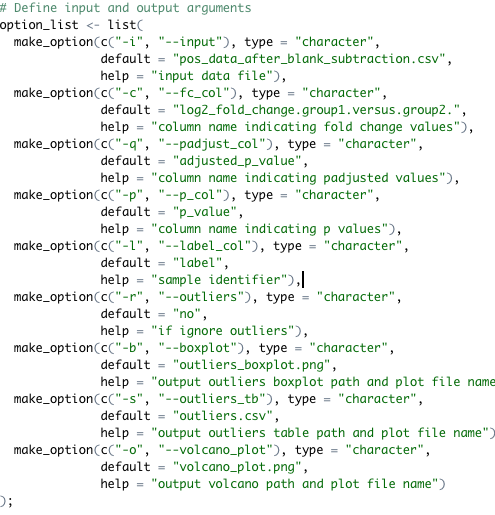 # Define input and output arguments
option_list <- list(
  make_option(c("-i", "--input"), type = "character",
              default = "pos_data_after_blank_subtraction.csv",
              help = "input data file"),
  make_option(c("-c", "--fc_col"), type = "character",
              default = "log2_fold_change.group1.versus.group2.",
              help = "column name indicating fold change values"),
  make_option(c("-q", "--padjust_col"), type = "character",
              default = "adjusted_p_value",
              help = "column name indicating padjusted values"),
  make_option(c("-p", "--p_col"), type = "character",
              default = "p_value",
              help = "column name indicating p values"),
  make_option(c("-l", "--label_col"), type = "character",
              default = "label",
              help = "sample identifier"),
  make_option(c("-r", "--outliers"), type = "character",
              default = "no",
              help = "if ignore outliers"),
  make_option(c("-b", "--boxplot"), type = "character",
              default = "outliers_boxplot.png",
              help = "output outliers boxplot path and plot file name
  make_option(c("-s", "--outliers_tb"), type = "character",
              default = "outliers.csv",
              help = "output outliers table path and plot file name")
  make_option(c("-o", "--volcano_plot"), type = "character",
              default = "volcano_plot.png",
              help = "output volcano path and plot file name")
);